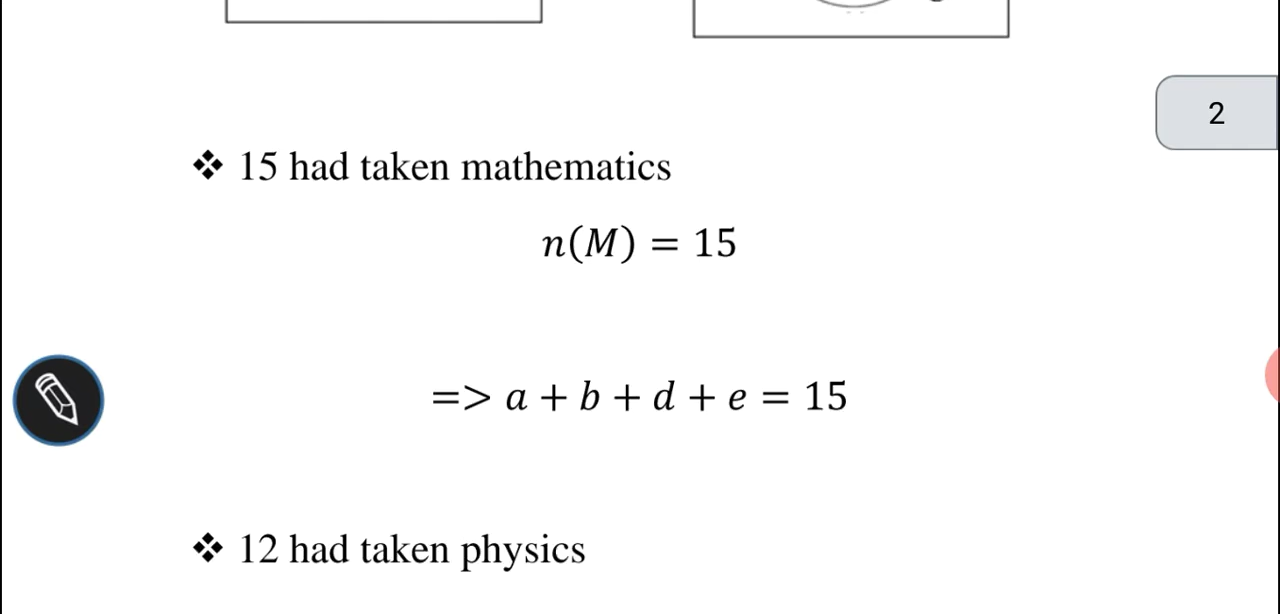 2
❖ 15 had taken mathematics
n(M) = 15
=> a + b + d + e = 15
❖ 12 had taken physics